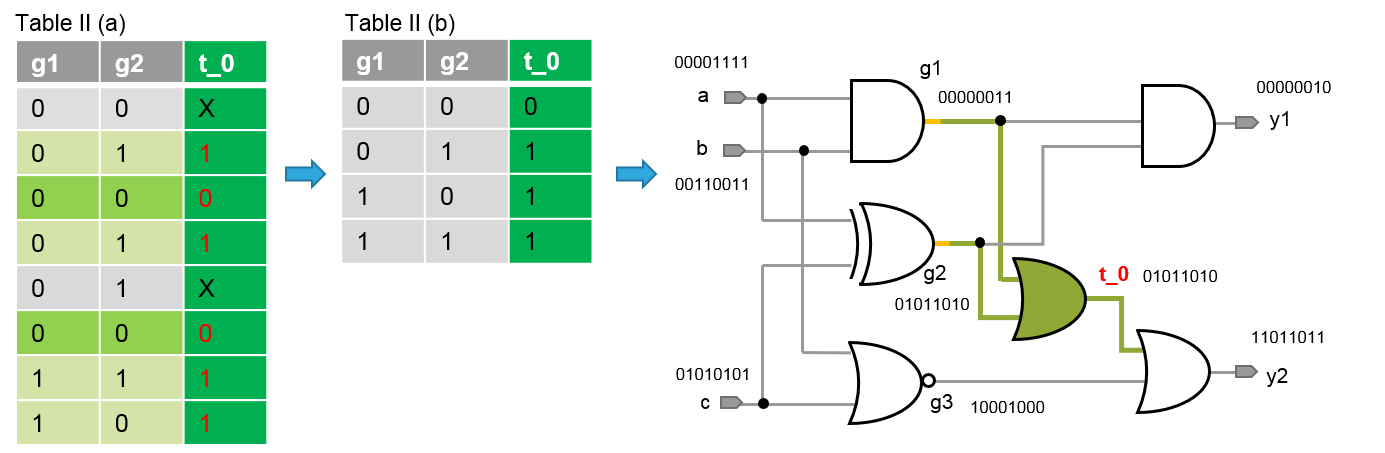 Table II (a)
g1 g2 t_0
0 0 X
0 1 1
0 0 0
0 1 1
0 1 X
0 0 0
1 1 1
1 0 1
Table II (b)
g1 g2 t_0
0 0 0
0 1 1
1 0 1
1 1 1
00001111
a
b
00110011
01010101
c
g1
00000011
g2
01011010
g3
10001000
t_0 01011010
00000010
y1
11011011
y2